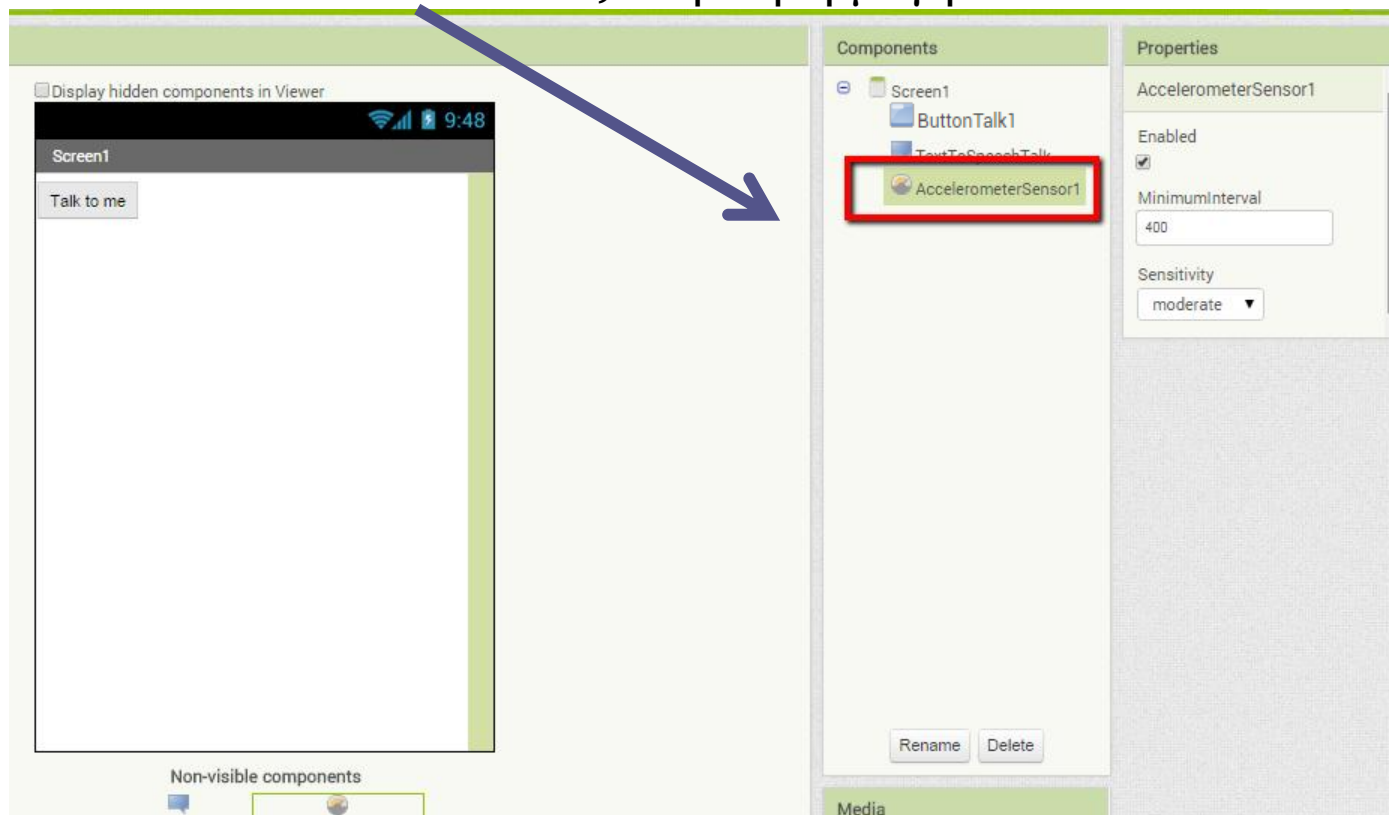 Components
Properties
Display hidden components in Viewer
9:48
Screen1
Talk to me
Screen1
ButtonTalk1
TextToSpeechTalk
AccelerometerSensor1
AccelerometerSensor1
Enabled
MinimumInterval
400
Sensitivity
moderate
Rename
Delete
Non-visible components
Media